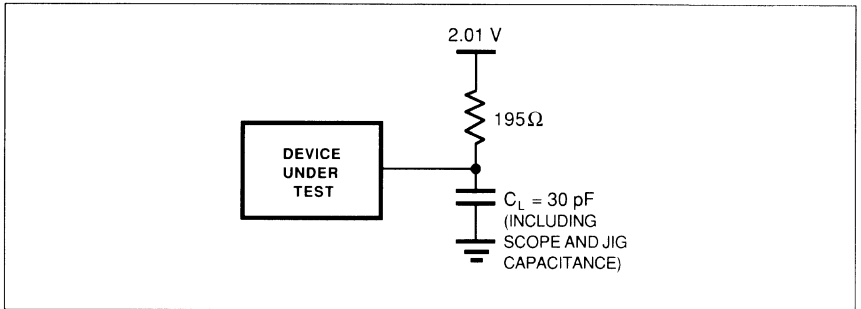 2.01 V
195Ω
DEVICE
UNDER
TEST
C_L = 30 pF
(INCLUDING
SCOPE AND JIG
CAPACITANCE)